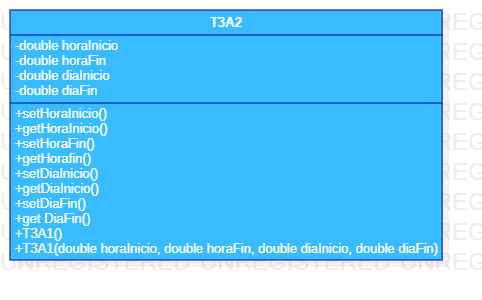 T3A2
-double horaInicio
-double horaFin
-double diaInicio
-double diaFin
+setHoraInicio()
+getHoraInicio()
+setHoraFin()
+getHorafin()
+setDiaInicio()
+getDiaInicio()
+setDiaFin()
+get DiaFin()
+T3A1()
+T3A1(double horaInicio, double horaFin, double diaInicio, double diaFin)
UNREGISTERED UNREGISTERED UNREG